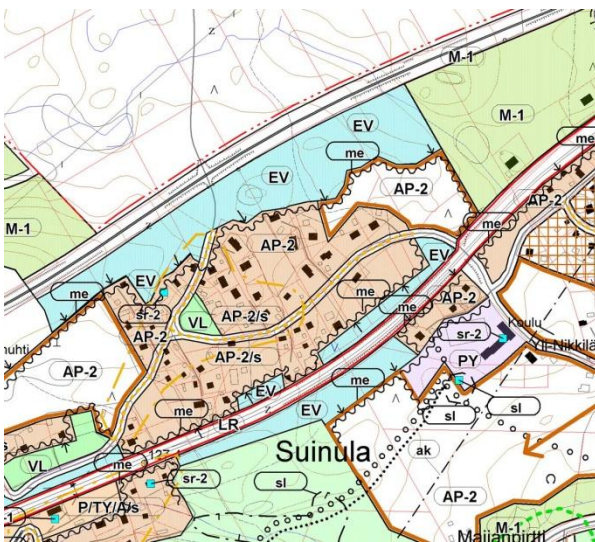 M-1
EV
M-1
me
me
EV
AP-2
AP-2
me
M-1
AP-2
EV
EV
me
sr-2
AP-2/s
me
AP-2
VL
me
AP-2
sr-2
Koulu
AP-2
AP-2/s
PY
Yli-Nikkilä
EV
me
sl
sl
me
LR
EV
Suinula
ak
VL
me
127
sr-2
sl
AP-2
P/TY/A/s
M-1
Maijanpirtti